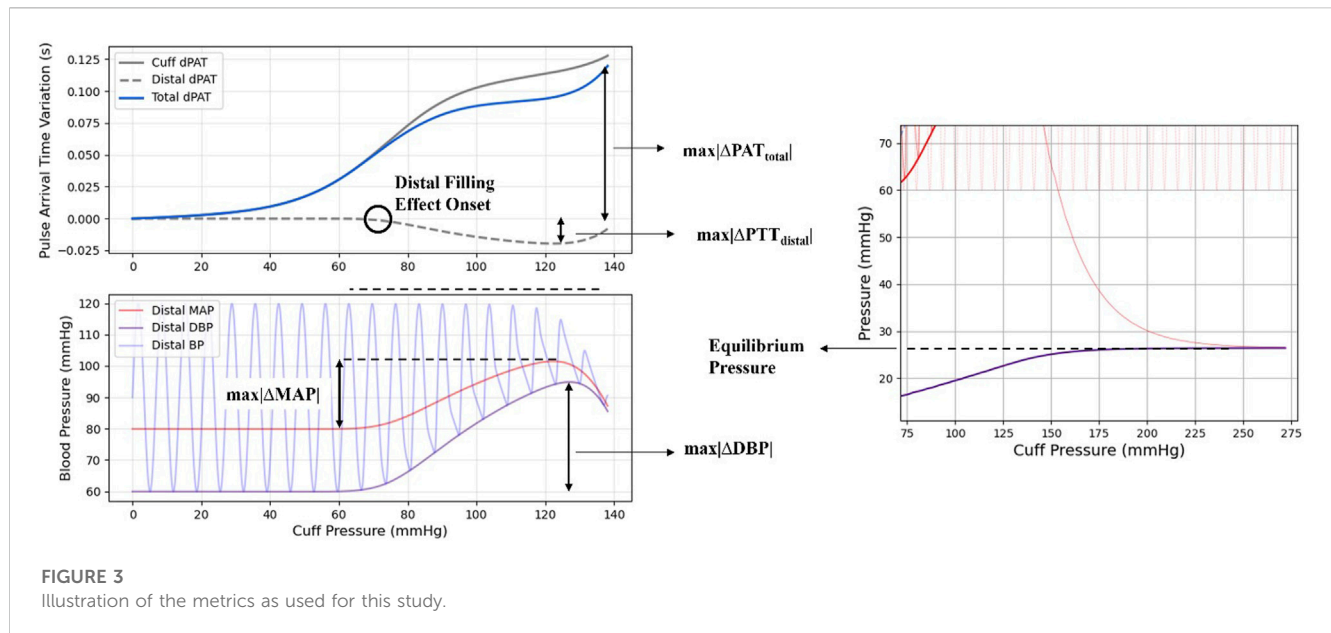 Pulse Arrival Time Variation (s)
0.125
0.100
0.075
0.050
0.025
0.000
−0.025
Cuff dPAT
Distal dPAT
Total dPAT
Distal Filling
Effect Onset
0 20 40 60 80 100 120 140
max|ΔPATtotal|
max|ΔPTTdistal|
Blood Pressure (mmHg)
120
110
100
90
80
70
60
Distal MAP
Distal DBP
Distal BP
max|ΔMAP|
max|ΔDBP|
0 20 40 60 80 100 120 140
Cuff Pressure (mmHg)
Equilibrium
Pressure
Pressure (mmHg)
70
60
50
40
30
20
75 100 125 150 175 200 225 250 275
Cuff Pressure (mmHg)
FIGURE 3
Illustration of the metrics as used for this study.